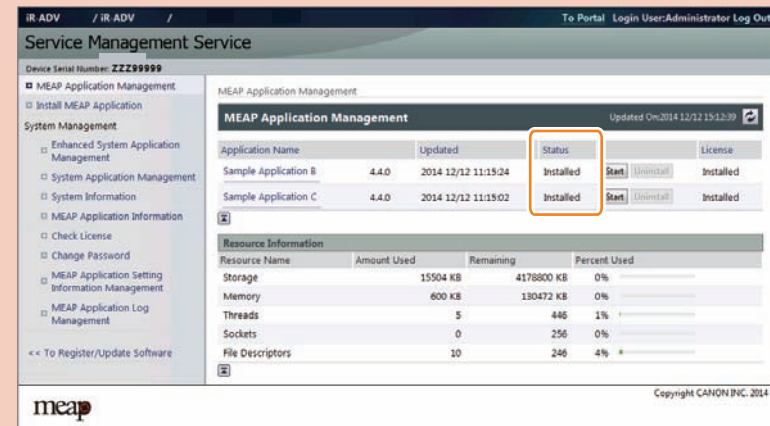 iR-ADV / iR-ADV / To Portal Login User:Administrator Log Out
Service Management Service
Device Serial Number: ZZZ99999
MEAP Application Management
Install MEAP Application
System Management
Enhanced System Application
Management
System Application Management
System Information
MEAP Application Information
Check License
Change Password
MEAP Application Setting
Information Management
MEAP Application Log
Management
<< To Register/Update Software
MEAP Application Management
MEAP Application Management Updated On:2014 12/12 15:12:39
Application Name Updated Status License
Sample Application B 4.4.0 2014 12/12 11:15:24 Installed Start Uninstall Installed
Sample Application C 4.4.0 2014 12/12 11:15:02 Installed Start Uninstall Installed
Resource Information
Resource Name Amount Used Remaining Percent Used
Storage 15504 KB 4178800 KB 0%
Memory 600 KB 130472 KB 0%
Threads 5 446 1%
Sockets 0 256 0%
File Descriptors 10 246 4%
Copyright CANON INC. 2014
meap